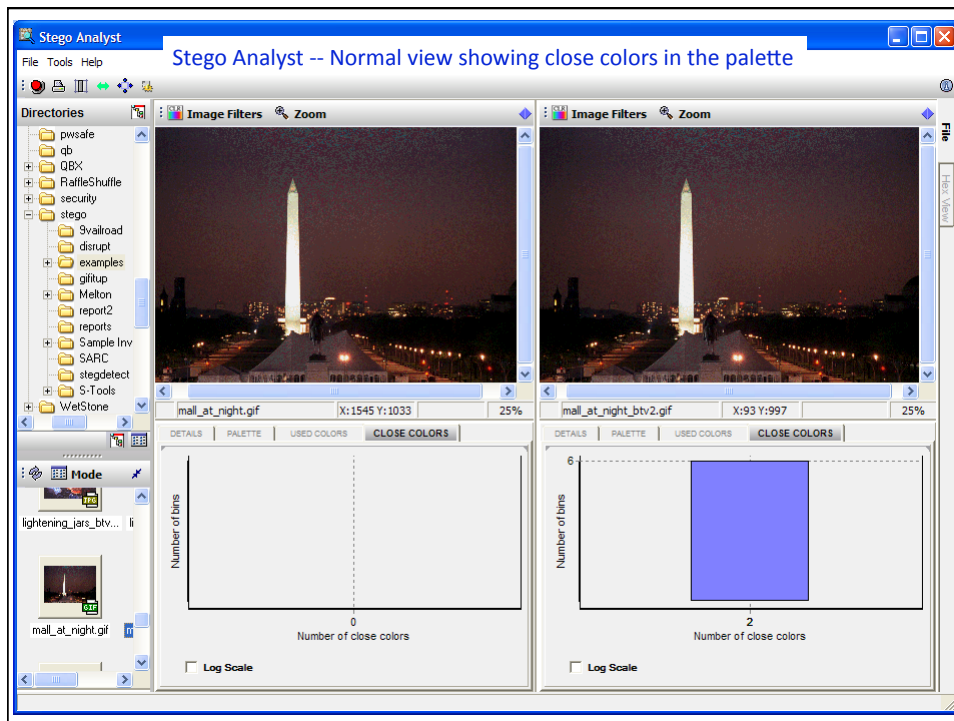 Stego Analyst
Stego Analyst -- Normal view showing close colors in the palette
File Tools Help
Directories
pwsafe
qb
QBX
RaffleShuffle
security
stego
9vailroad
disrupt
examples
gifitup
Melton
report2
reports
Sample Inv
SARC
stegdetect
S-Tools
WetStone
Mode
JPG
lightening_jars_btv... li
GIF
mall_at_night.gif m
Image Filters Zoom
mall_at_night.gif X:1545 Y:1033 25%
DETAILS PALETTE USED COLORS CLOSE COLORS
Number of bins
0
Number of close colors
Log Scale
Image Filters Zoom
mall_at_night_btv2.gif X:93 Y:997 25%
DETAILS PALETTE USED COLORS CLOSE COLORS
6
Number of bins
2
Number of close colors
Log Scale
File
Hex View